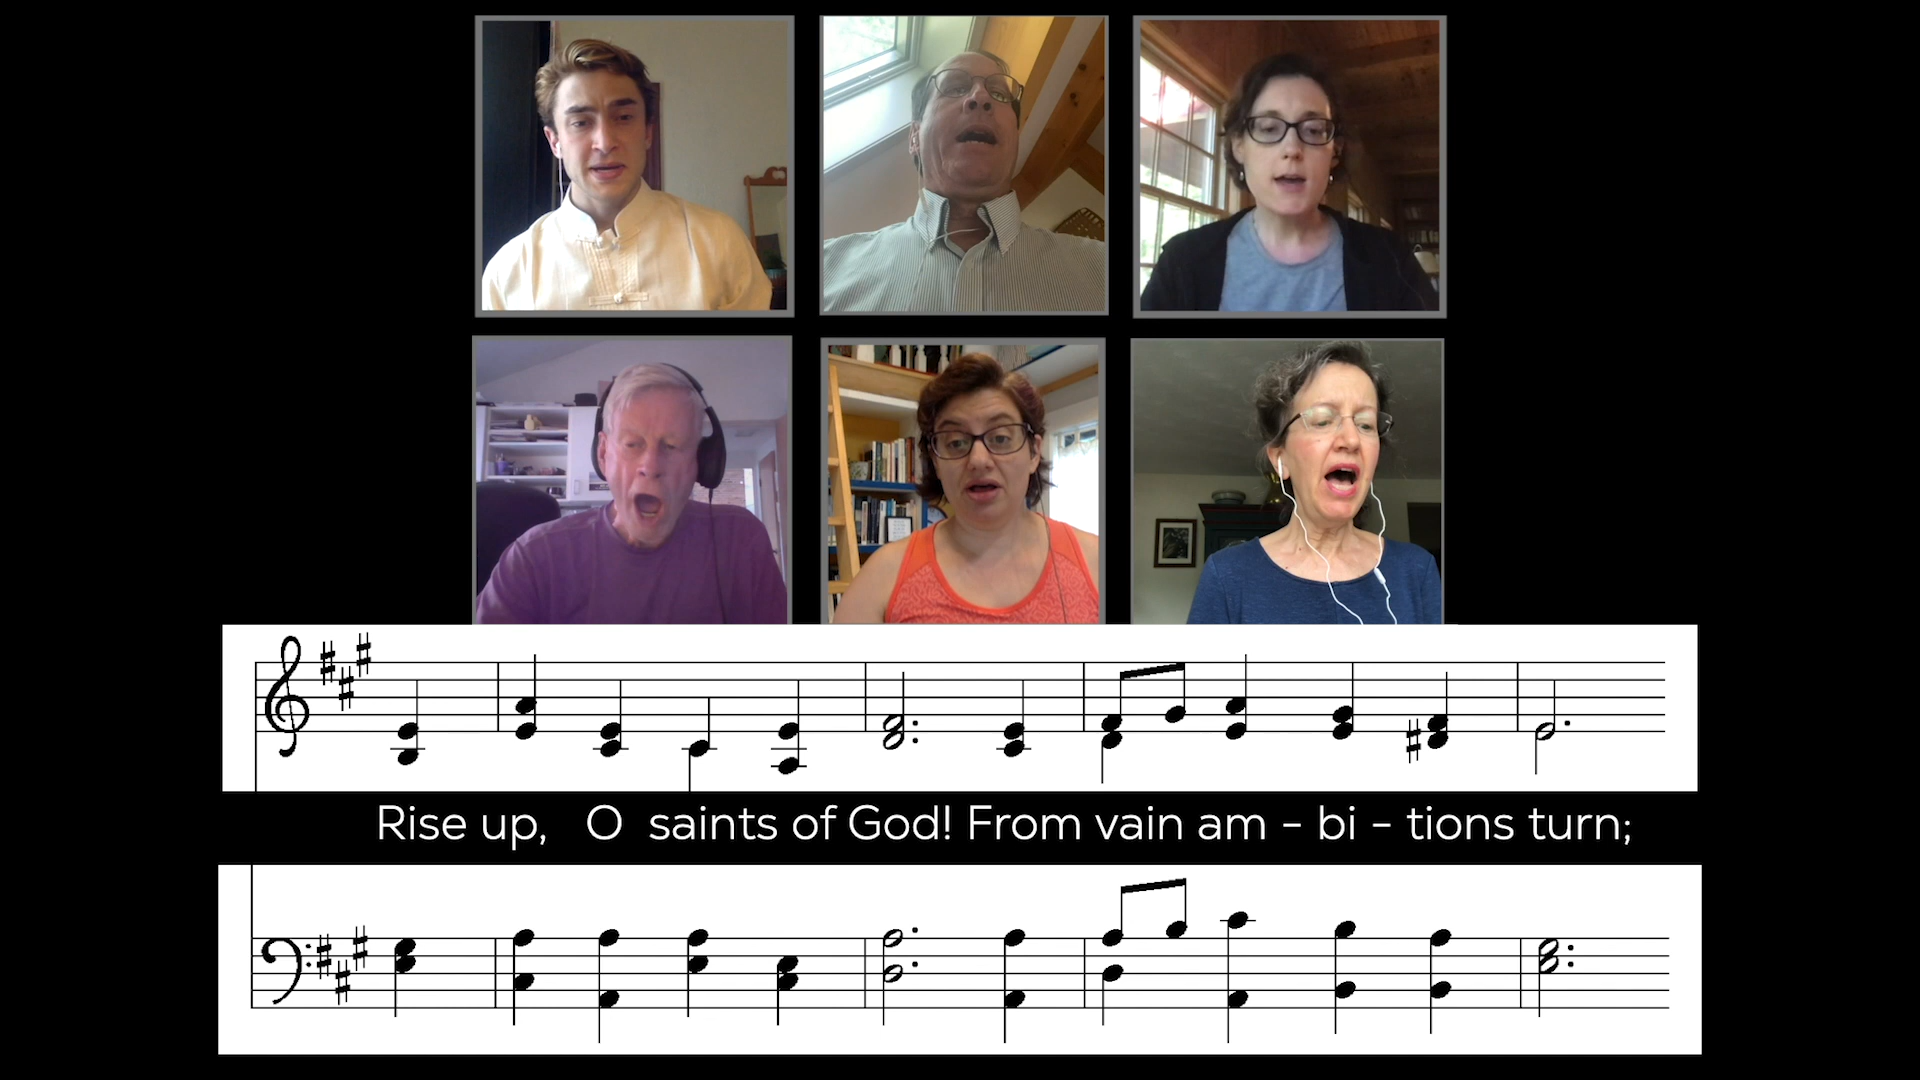 Rise up, O saints of God! From vain am - bi - tions turn;